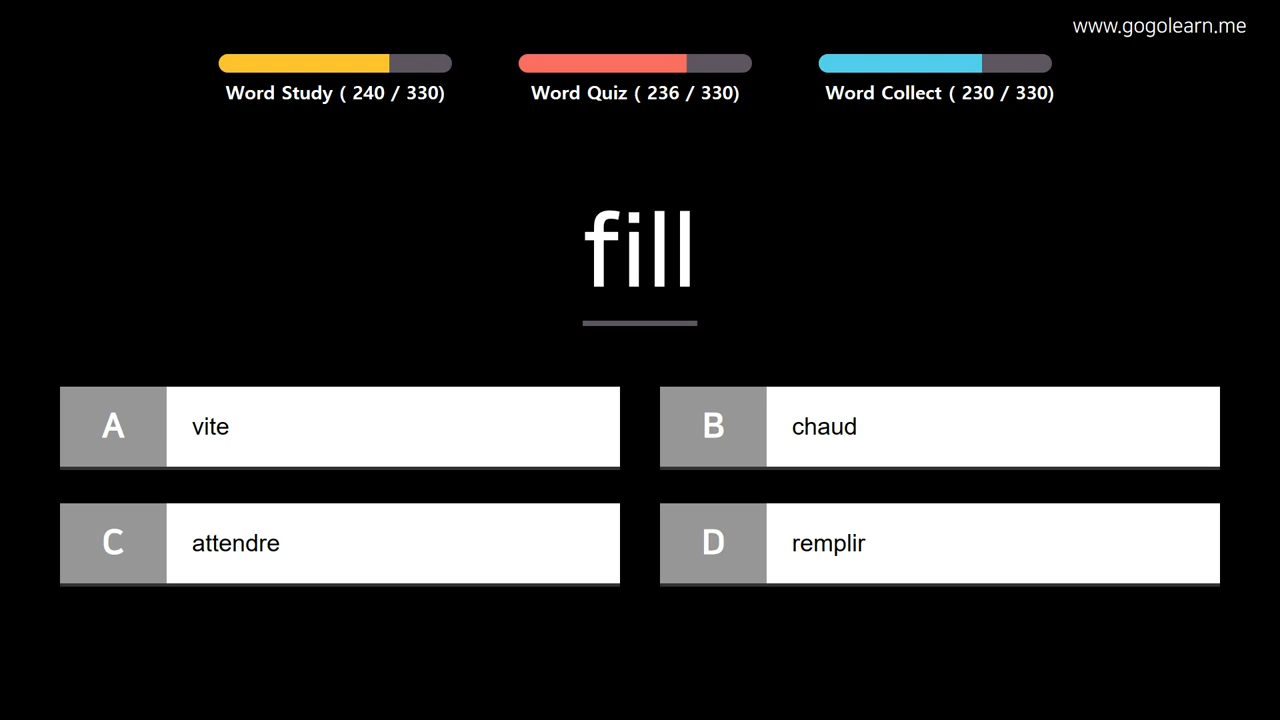 www.gogolearn.me
Word Study ( 240 / 330)
Word Quiz ( 236 / 330)
Word Collect ( 230 / 330)
fill
A vite
B chaud
C attendre
D remplir